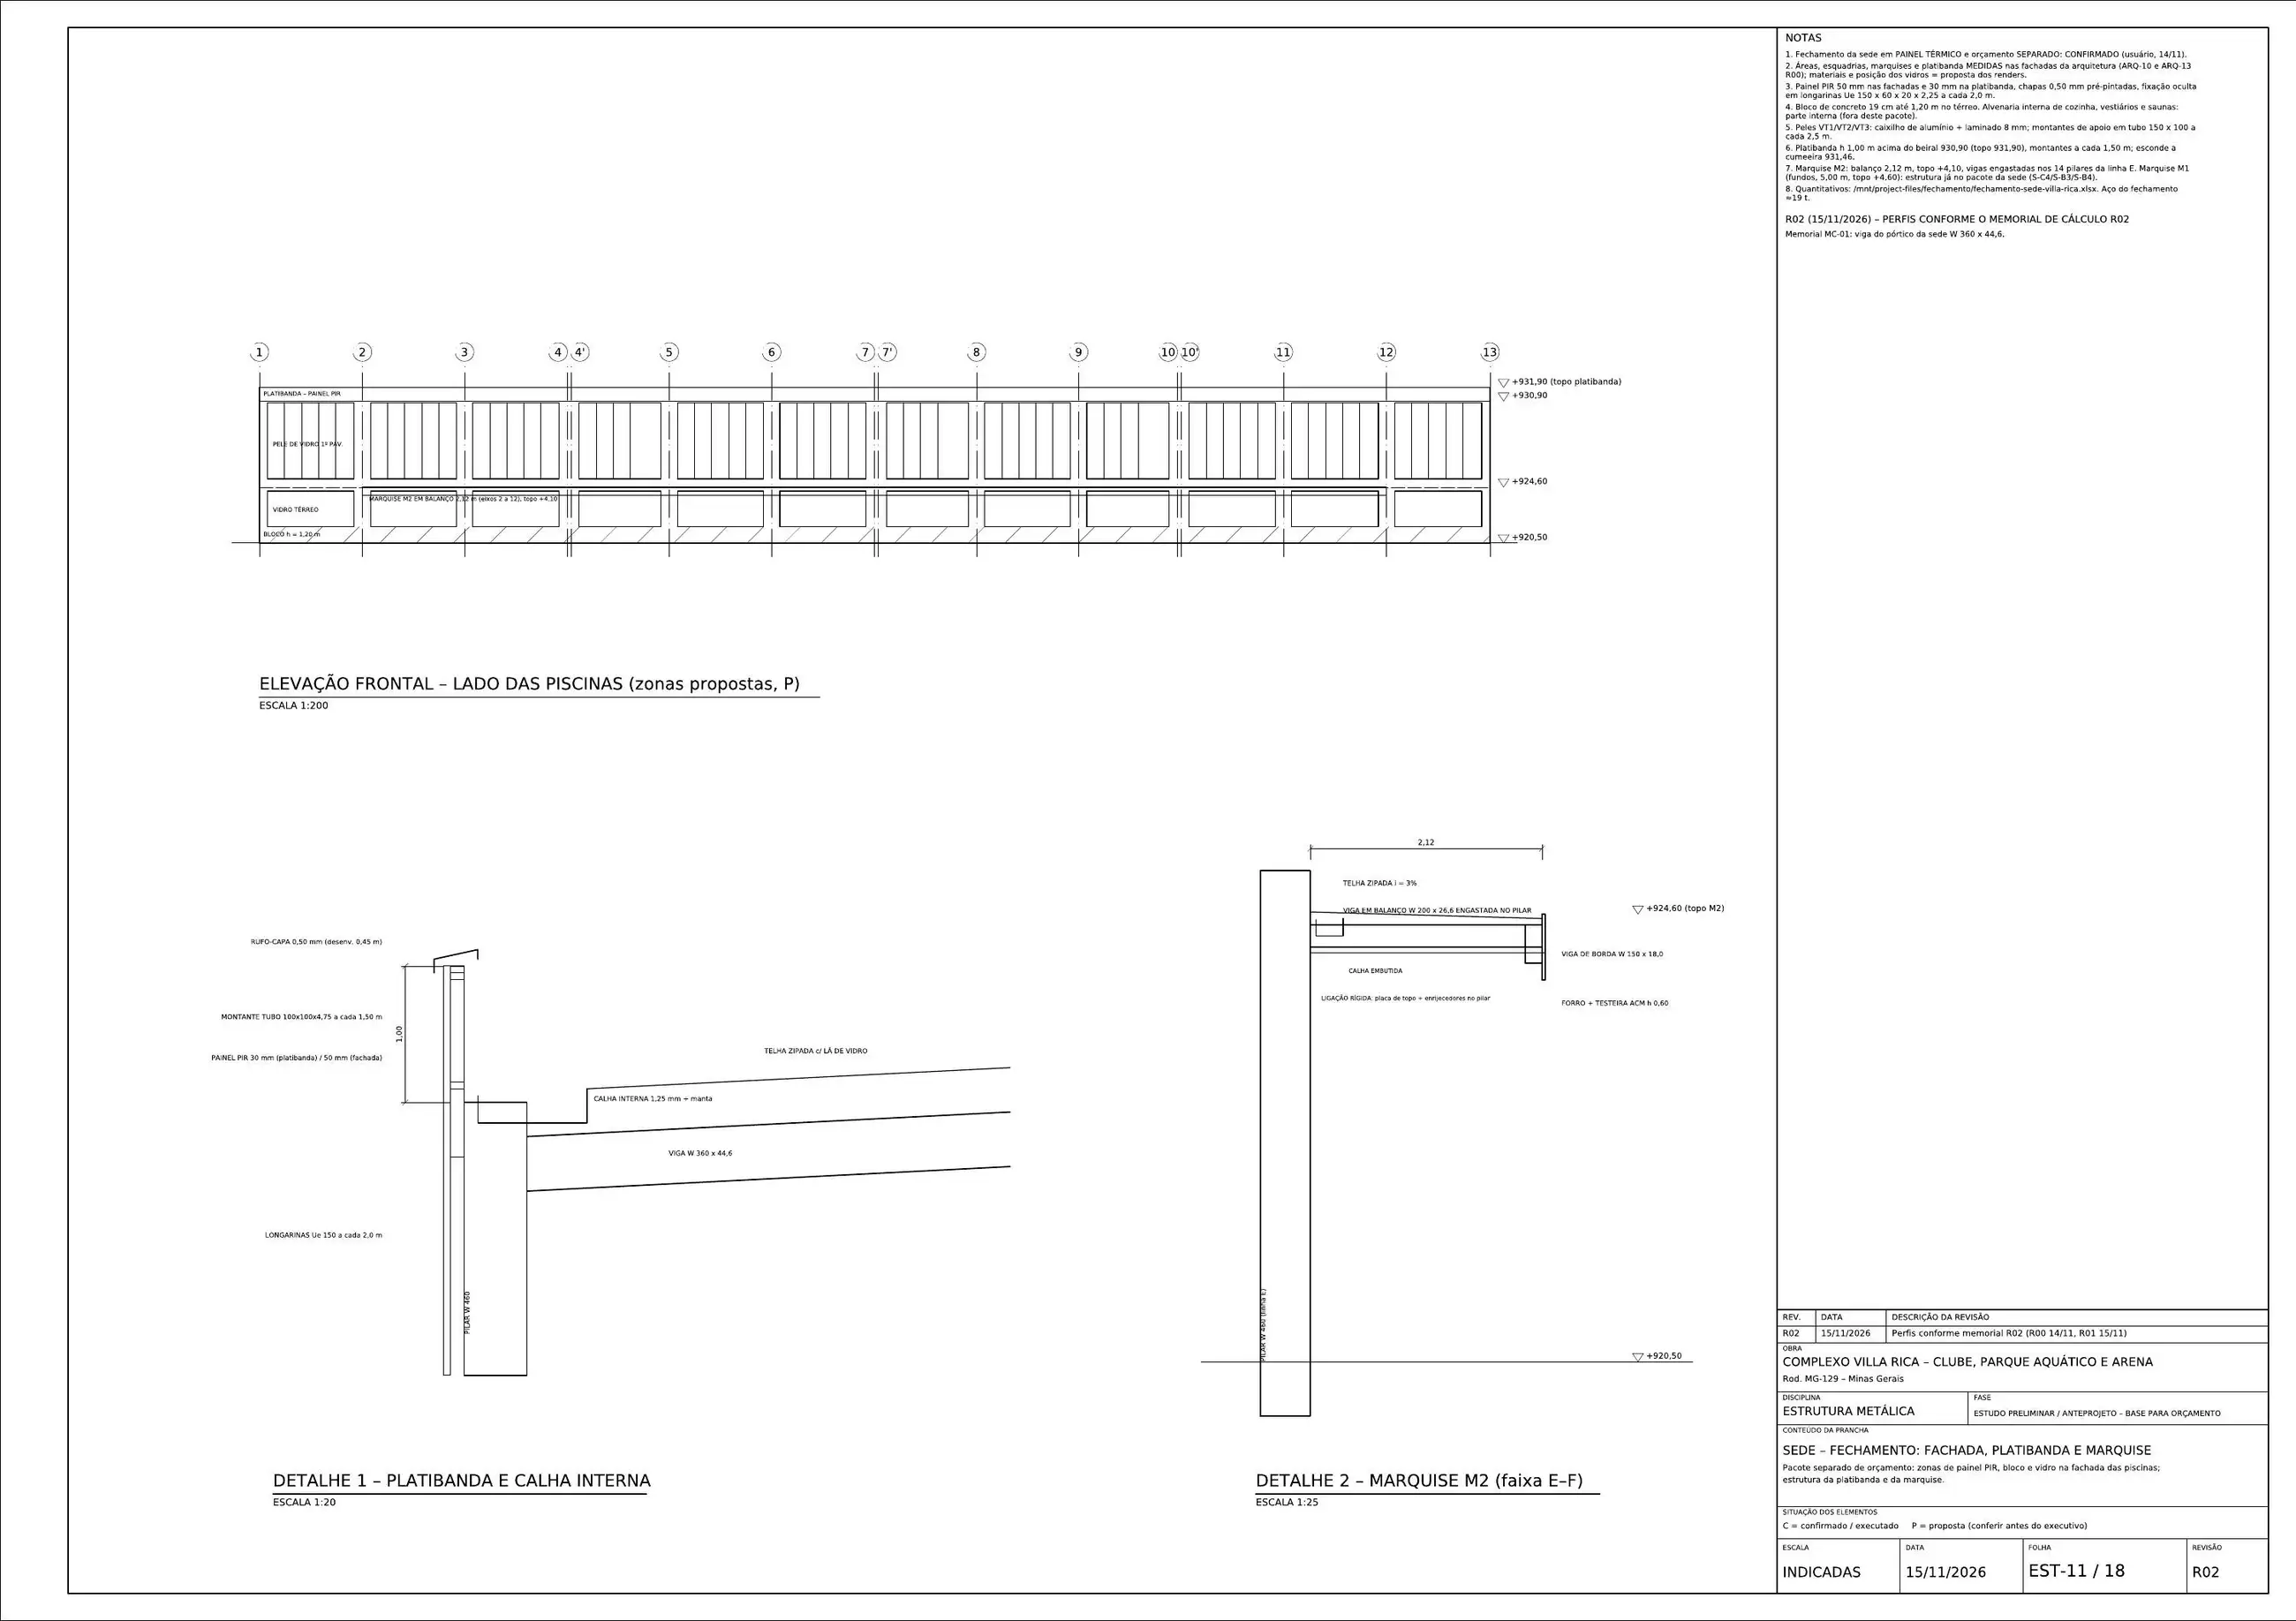 1
2
3
4
4'
5
6
7
7'
8
9
10
10'
11
12
13
PLATIBANDA – PAINEL PIR
+931,90 (topo platibanda)
+930,90
PELE DE VIDRO 1º PAV.
+924,60
MARQUISE M2 EM BALANÇO 2,12 m (eixos 2 a 12), topo +4,10
VIDRO TÉRREO
BLOCO h = 1,20 m
+920,50
ELEVAÇÃO FRONTAL – LADO DAS PISCINAS (zonas propostas, P)
ESCALA 1:200
RUFO-CAPA 0,50 mm (desenv. 0,45 m)
MONTANTE TUBO 100x100x4,75 a cada 1,50 m
1,00
PAINEL PIR 30 mm (platibanda) / 50 mm (fachada)
TELHA ZIPADA c/ LÃ DE VIDRO
CALHA INTERNA 1,25 mm + manta
VIGA W 360 x 44,6
LONGARINAS Ue 150 a cada 2,0 m
PILAR W 460
DETALHE 1 – PLATIBANDA E CALHA INTERNA
ESCALA 1:20
2,12
TELHA ZIPADA i = 3%
VIGA EM BALANÇO W 200 x 26,6 ENGASTADA NO PILAR
+924,60 (topo M2)
VIGA DE BORDA W 150 x 18,0
CALHA EMBUTIDA
LIGAÇÃO RÍGIDA: placa de topo + enrijecedores no pilar
FORRO + TESTEIRA ACM h 0,60
PILAR W 460 (linha E)
+920,50
DETALHE 2 – MARQUISE M2 (faixa E–F)
ESCALA 1:25
NOTAS
1. Fechamento da sede em PAINEL TÉRMICO e orçamento SEPARADO: CONFIRMADO (usuário, 14/11).
2. Áreas, esquadrias, marquises e platibanda MEDIDAS nas fachadas da arquitetura (ARQ-10 e ARQ-13
R00); materiais e posição dos vidros = proposta dos renders.
3. Painel PIR 50 mm nas fachadas e 30 mm na platibanda, chapas 0,50 mm pré-pintadas, fixação oculta
em longarinas Ue 150 x 60 x 20 x 2,25 a cada 2,0 m.
4. Bloco de concreto 19 cm até 1,20 m no térreo. Alvenaria interna de cozinha, vestiários e saunas:
parte interna (fora deste pacote).
5. Peles VT1/VT2/VT3: caixilho de alumínio + laminado 8 mm; montantes de apoio em tubo 150 x 100 a
cada 2,5 m.
6. Platibanda h 1,00 m acima do beiral 930,90 (topo 931,90), montantes a cada 1,50 m; esconde a
cumeeira 931,46.
7. Marquise M2: balanço 2,12 m, topo +4,10, vigas engastadas nos 14 pilares da linha E. Marquise M1
(fundos, 5,00 m, topo +4,60): estrutura já no pacote da sede (S-C4/S-B3/S-B4).
8. Quantitativos: /mnt/project-files/fechamento/fechamento-sede-villa-rica.xlsx. Aço do fechamento
≈19 t.
R02 (15/11/2026) – PERFIS CONFORME O MEMORIAL DE CÁLCULO R02
Memorial MC-01: viga do pórtico da sede W 360 x 44,6.
REV. DATA DESCRIÇÃO DA REVISÃO
R02 15/11/2026 Perfis conforme memorial R02 (R00 14/11, R01 15/11)
OBRA
COMPLEXO VILLA RICA – CLUBE, PARQUE AQUÁTICO E ARENA
Rod. MG-129 – Minas Gerais
DISCIPLINA FASE
ESTRUTURA METÁLICA ESTUDO PRELIMINAR / ANTEPROJETO – BASE PARA ORÇAMENTO
CONTEÚDO DA PRANCHA
SEDE – FECHAMENTO: FACHADA, PLATIBANDA E MARQUISE
Pacote separado de orçamento: zonas de painel PIR, bloco e vidro na fachada das piscinas;
estrutura da platibanda e da marquise.
SITUAÇÃO DOS ELEMENTOS
C = confirmado / executado P = proposta (conferir antes do executivo)
ESCALA DATA FOLHA REVISÃO
INDICADAS 15/11/2026 EST-11 / 18 R02